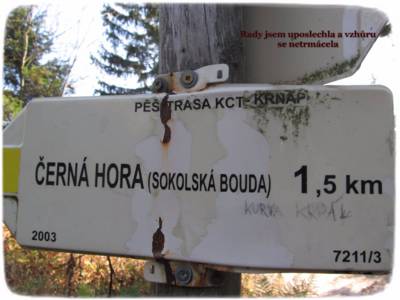 Rady jsem uposlechla a vzhůru
se netrmácela
PĚŠÍ TRASA KČT - KRNAP
ČERNÁ HORA (SOKOLSKÁ BOUDA) 1,5 km
KURVA
2003
7211/3